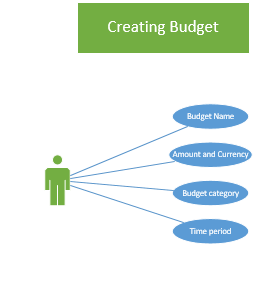 Creating Budget
Budget Name
Amount and Currency
Budget category
Time period